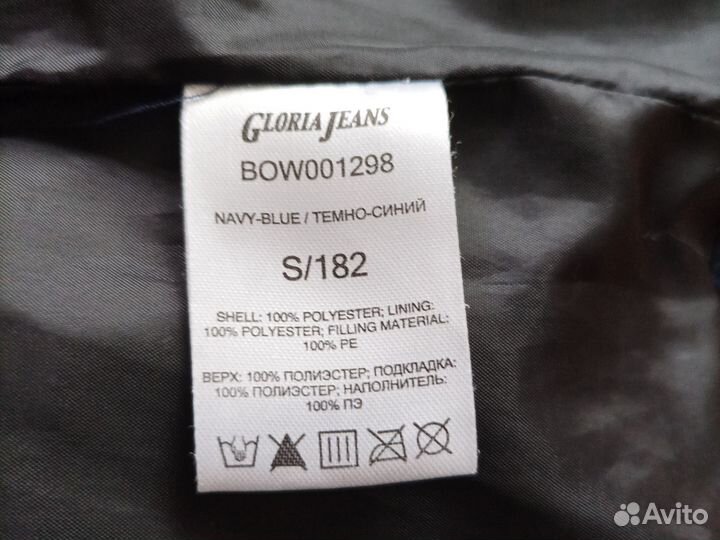 GLORIA JEANS
BOW001298
NAVY-BLUE / ТЕМНО-СИНИЙ
S/182
SHELL: 100% POLYESTER; LINING:
100% POLYESTER; FILLING MATERIAL:
100% PE
ВЕРХ: 100% ПОЛИЭСТЕР; ПОДКЛАДКА:
100% ПОЛИЭСТЕР; НАПОЛНИТЕЛЬ:
100% ПЭ
Avito